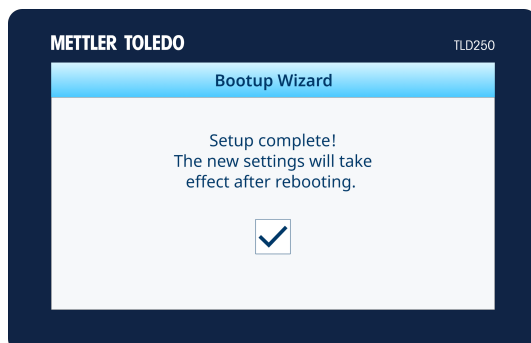 METTLER TOLEDO
TLD250
Bootup Wizard
Setup complete!
The new settings will take
effect after rebooting.